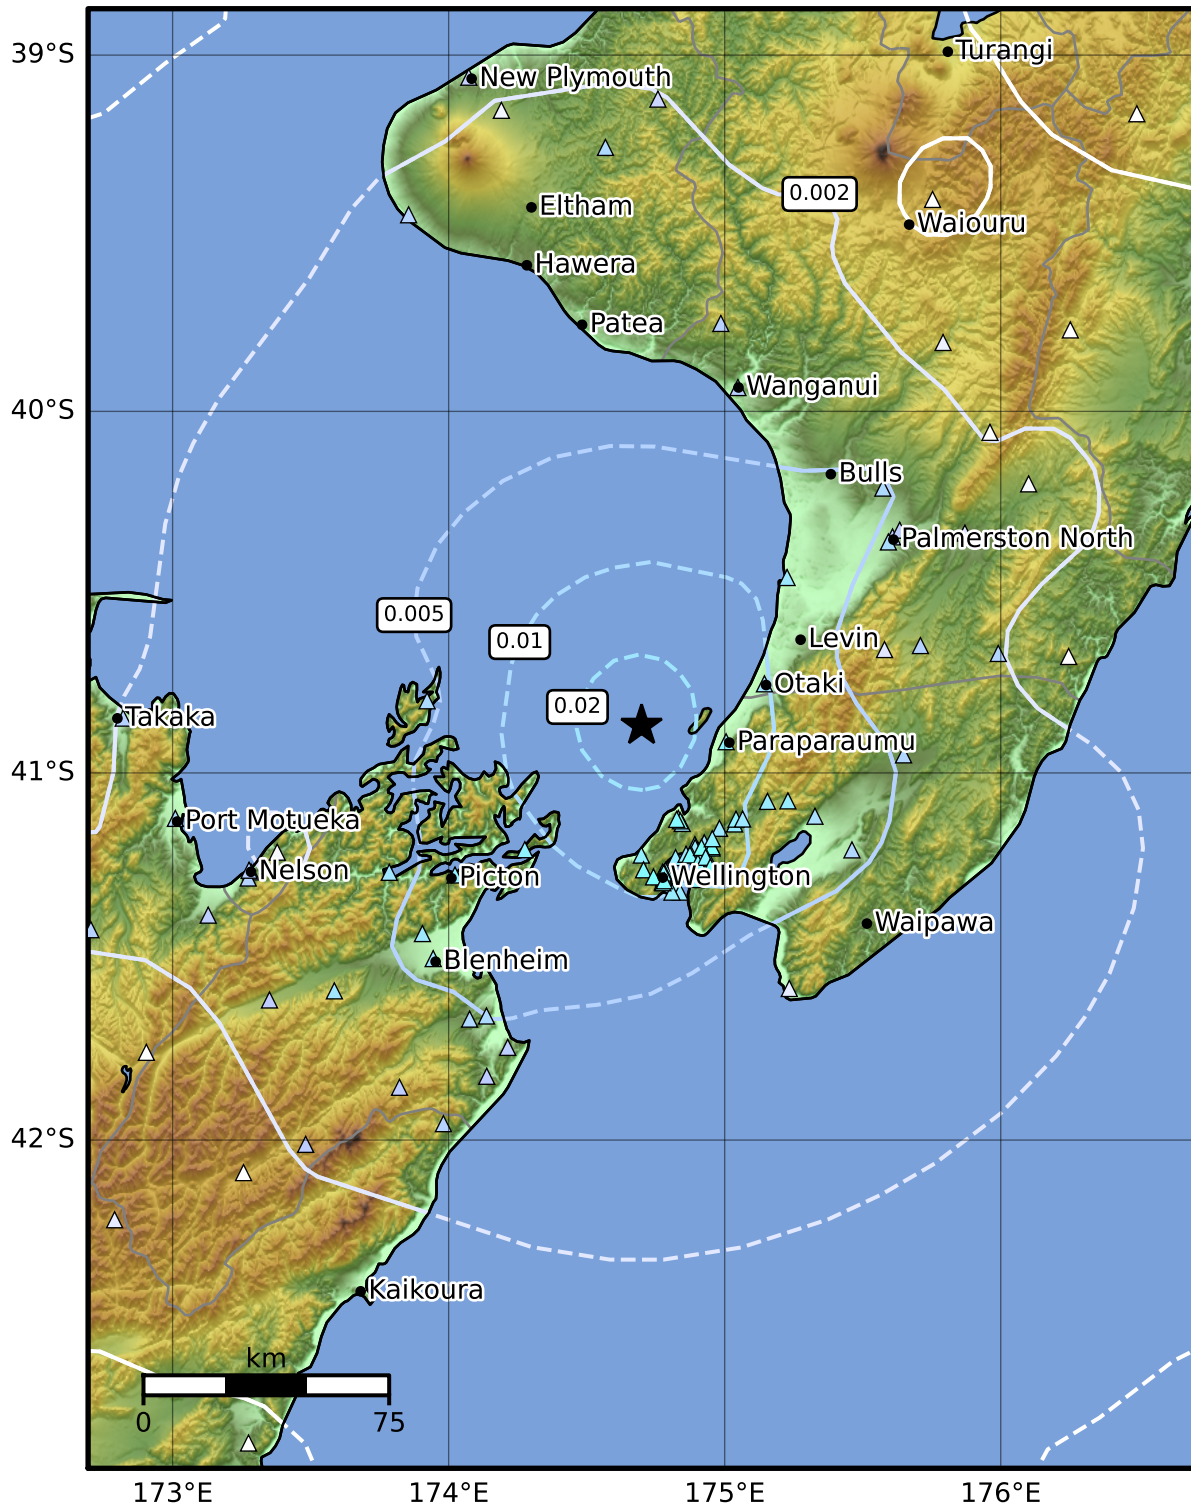 39°S
Turangi
New Plymouth
0.002
Eltham
Waiouru
Hawera
Patea
Wanganui
40°S
Bulls
Palmerston North
0.005
0.01
Levin
Otaki
0.02
Takaka
Paraparaumu
41°S
Port Motueka
Nelson
Picton
Wellington
Waipawa
Blenheim
42°S
Kaikoura
km
0 75
173°E 174°E 175°E 176°E